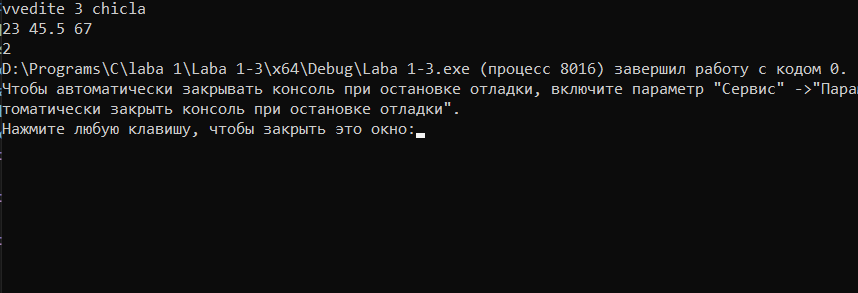 vvedite 3 chicla
23 45.5 67
2
D:\Programs\C\laba 1\Laba 1-3\x64\Debug\Laba 1-3.exe (процесс 8016) завершил работу с кодом 0.
Чтобы автоматически закрывать консоль при остановке отладки, включите параметр "Сервис" ->"Пара
томатически закрыть консоль при остановке отладки".
Нажмите любую клавишу, чтобы закрыть это окно: